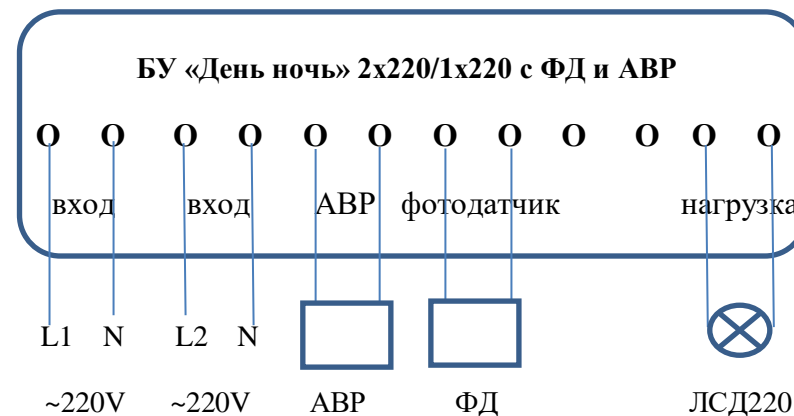 БУ «День ночь» 2х220/1х220 с ФД и АВР
О О О О О О О О О О О О
вход вход АВР фотодатчик нагрузка
L1 N L2 N
~220V ~220V АВР ФД ЛСД220